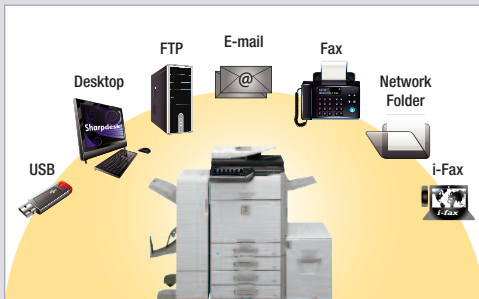 USB
Desktop
Sharpdesk
FTP
E-mail
@
Fax
Network
Folder
i-Fax
i-fax